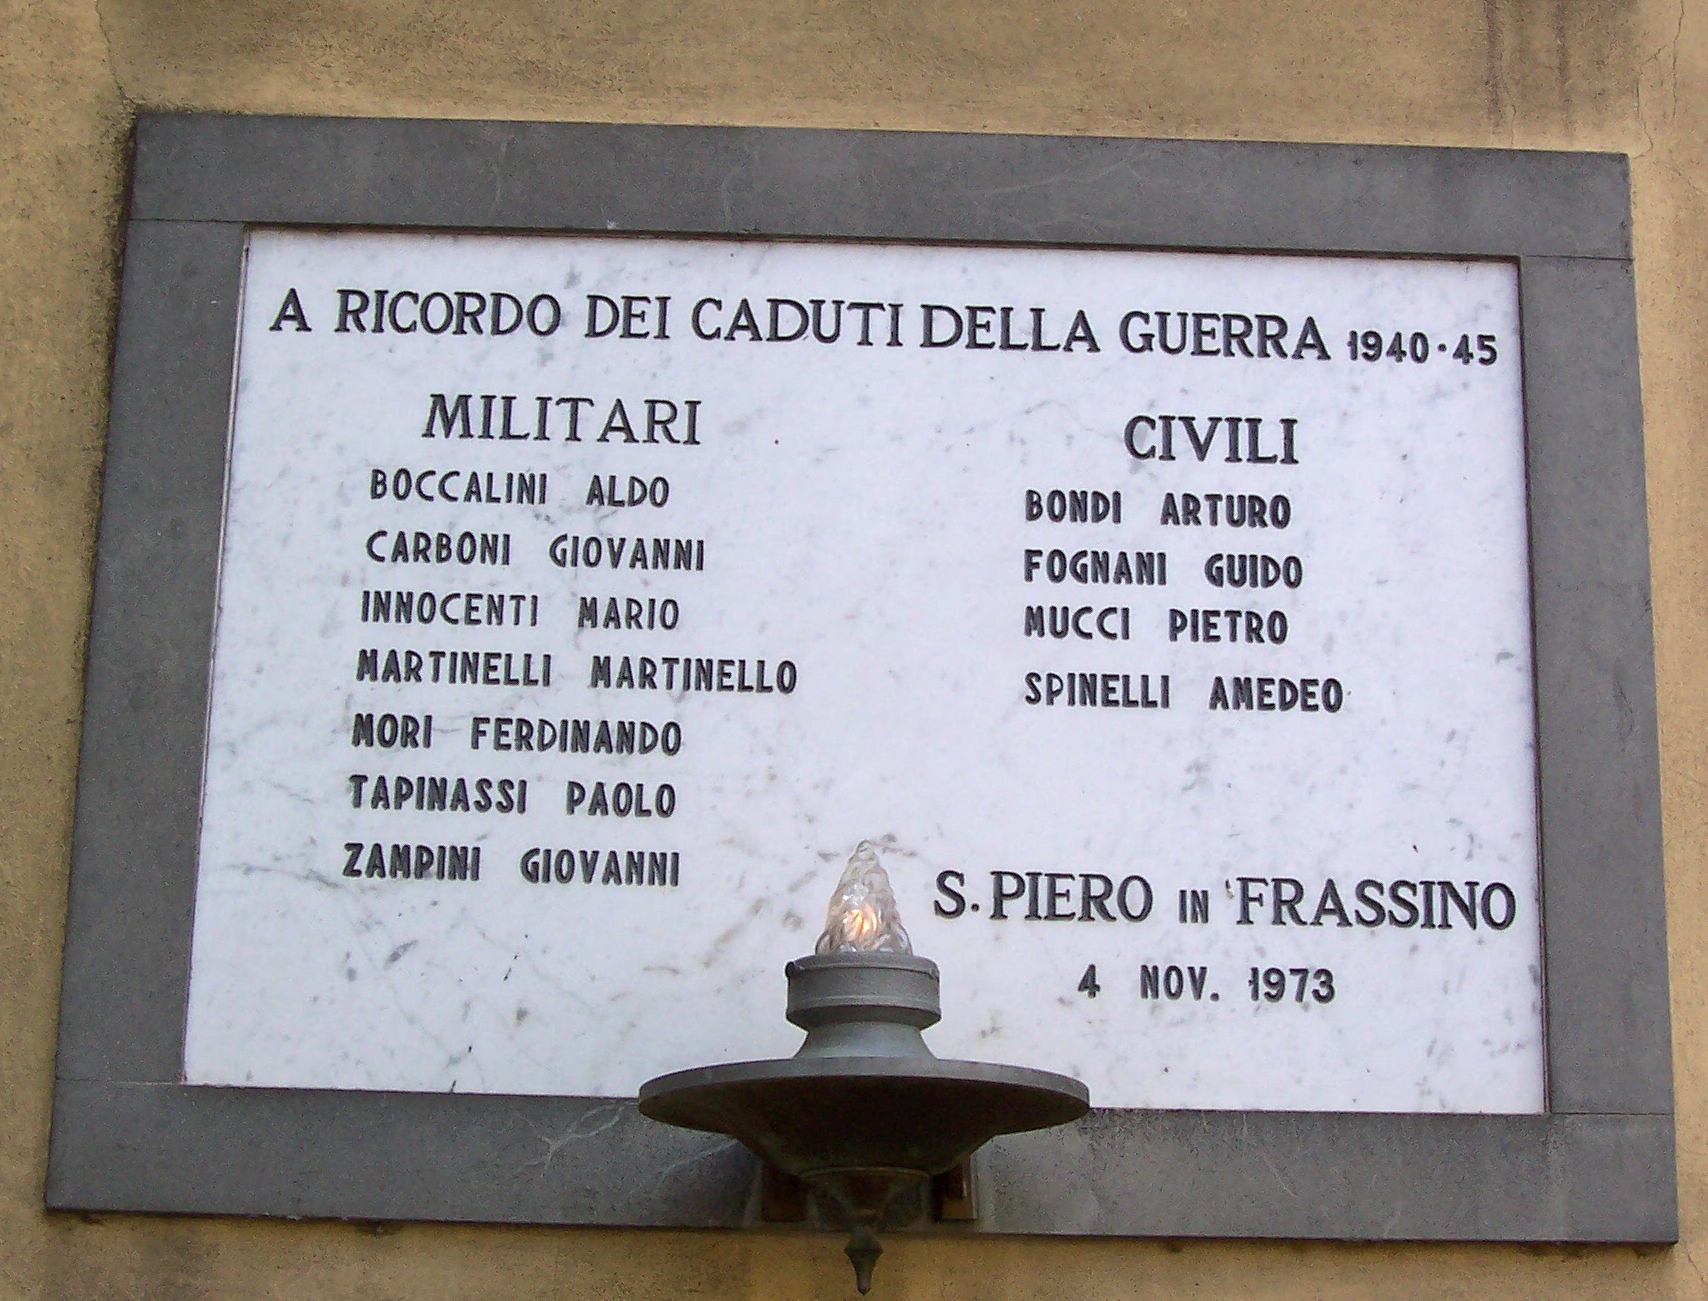 A RICORDO DEI CADUTI DELLA GUERRA 1940·45
MILITARI
BOCCALINI ALDO
CARBONI GIOVANNI
INNOCENTI MARIO
MARTINELLI MARTINELLO
MORI FERDINANDO
TAPINASSI PAOLO
ZAMPINI GIOVANNI
CIVILI
BONDI ARTURO
FOGNANI GUIDO
MUCCI PIETRO
SPINELLI AMEDEO
S. PIERO IN FRASSINO
4 NOV. 1973